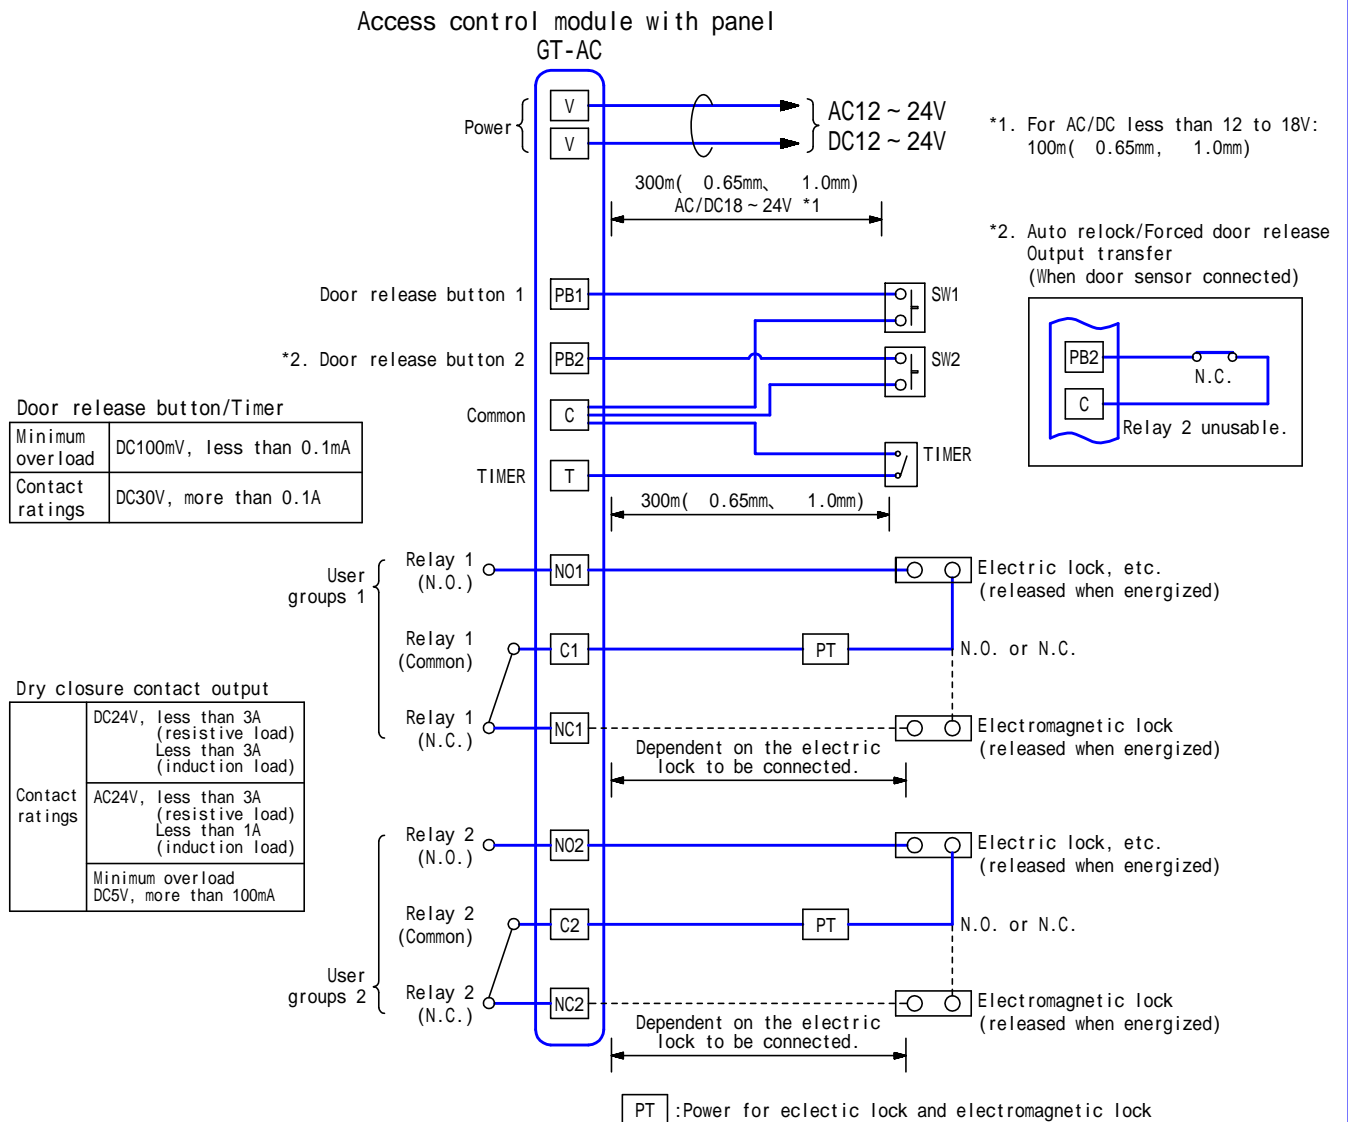 Access control module with panel
GT-AC
Power
V
V
AC12 ~ 24V
DC12 ~ 24V
300m( 0.65mm、 1.0mm)
AC/DC18 ~ 24V *1
*1. For AC/DC less than 12 to 18V:
100m( 0.65mm, 1.0mm)
*2. Auto relock/Forced door release
Output transfer
(When door sensor connected)
PB2
N.C.
C
Relay 2 unusable.
Door release button 1
PB1
SW1
*2. Door release button 2
PB2
SW2
Common
C
TIMER
T
TIMER
300m( 0.65mm、 1.0mm)
Door release button/Timer
Minimum overload
DC100mV, less than 0.1mA
Contact ratings
DC30V, more than 0.1A
User groups 1
Relay 1
(N.O.)
NO1
Electric lock, etc.
(released when energized)
Relay 1
(Common)
C1
PT
N.O. or N.C.
Relay 1
(N.C.)
NC1
Electromagnetic lock
(released when energized)
Dependent on the electric
lock to be connected.
Dry closure contact output
Contact ratings
DC24V, less than 3A
(resistive load)
Less than 3A
(induction load)
AC24V, less than 3A
(resistive load)
Less than 1A
(induction load)
Minimum overload
DC5V, more than 100mA
User groups 2
Relay 2
(N.O.)
NO2
Electric lock, etc.
(released when energized)
Relay 2
(Common)
C2
PT
N.O. or N.C.
Relay 2
(N.C.)
NC2
Electromagnetic lock
(released when energized)
Dependent on the electric
lock to be connected.
PT :Power for eclectic lock and electromagnetic lock